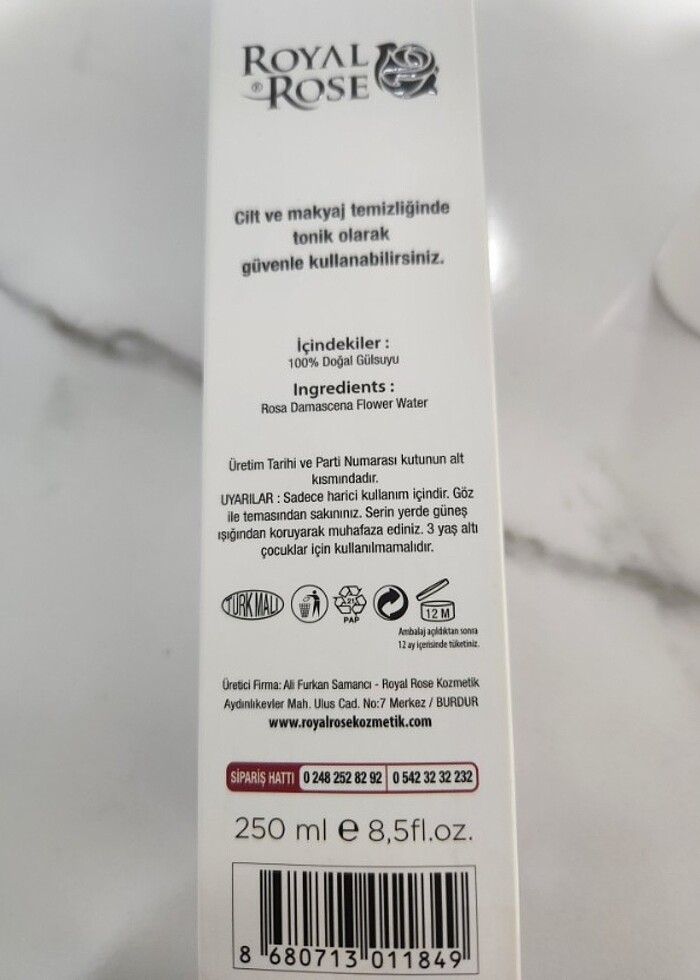 ROYAL
® ROSE
Cilt ve makyaj temizliğinde
tonik olarak
güvenle kullanabilirsiniz.
İçindekiler :
100% Doğal Gülsuyu
Ingredients :
Rosa Damascena Flower Water
Üretim Tarihi ve Parti Numarası kutunun alt
kısmındadır.
UYARILAR : Sadece harici kullanım içindir. Göz
ile temasından sakınınız. Serin yerde güneş
ışığından koruyarak muhafaza ediniz. 3 yaş altı
çocuklar için kullanılmamalıdır.
TÜRK MALI
21
PAP
12 M
Ambalaj açıldıktan sonra
12 ay içerisinde tüketiniz.
Üretici Firma: Ali Furkan Samancı - Royal Rose Kozmetik
Aydınlıkevler Mah. Ulus Cad. No:7 Merkez / BURDUR
www.royalrosekozmetik.com
SİPARİŞ HATTI 0 248 252 82 92 0 542 32 32 232
250 ml e 8,5fl.oz.
8 680713 011849